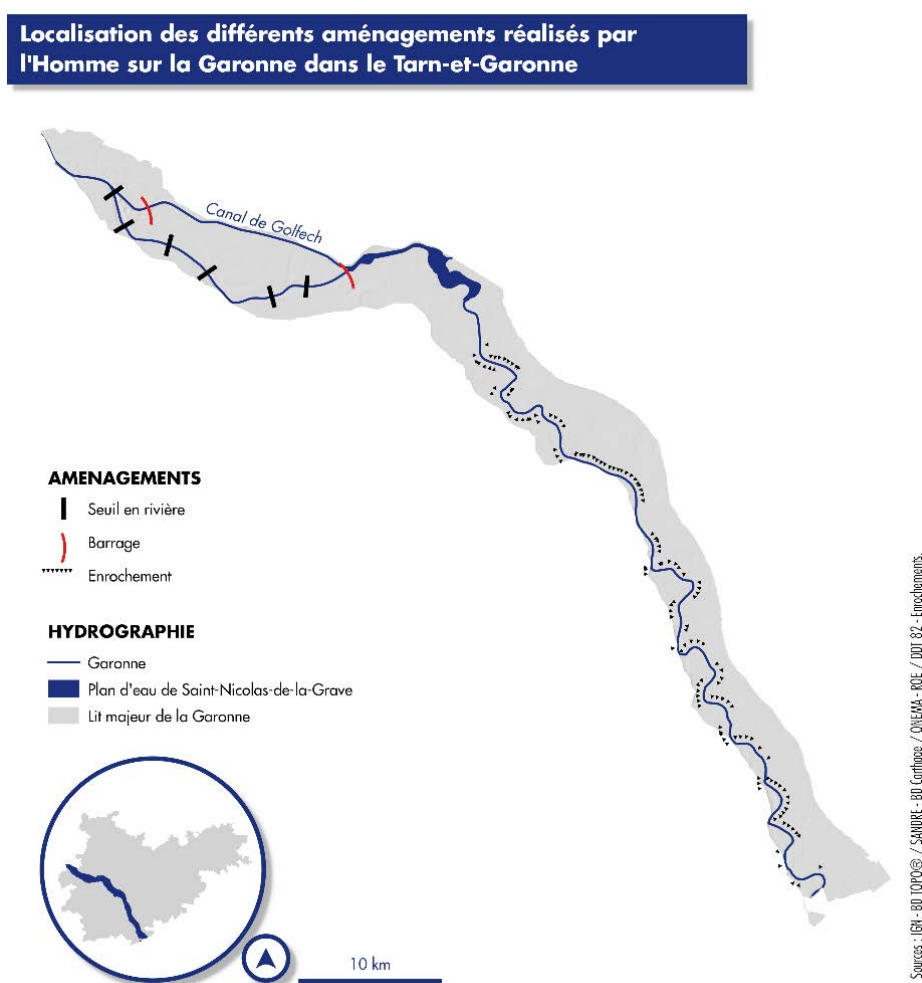 Localisation des différents aménagements réalisés par
l'Homme sur la Garonne dans le Tarn-et-Garonne
Canal de Golfech
AMENAGEMENTS
Seuil en rivière
Barrage
Enrochement
HYDROGRAPHIE
Garonne
Plan d'eau de Saint-Nicolas-de-la-Grave
Lit majeur de la Garonne
10 km
Sources : IGN - BD TOPO® / SANDRE - BD Carthage / ONEMA - ROE / DDT 82 - Enrochements.